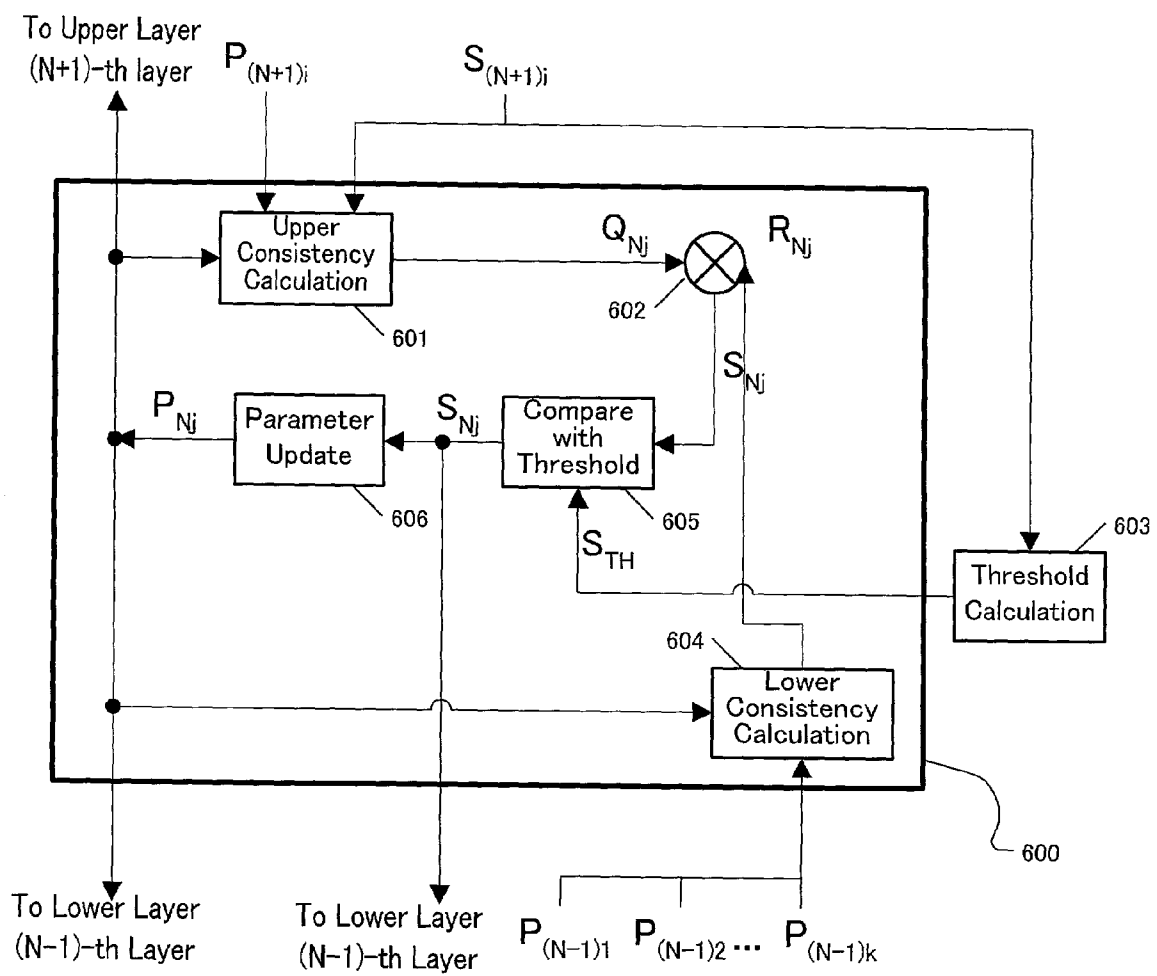 To Upper Layer
(N+1)-th layer
P(N+1)i
S(N+1)i
Upper
Consistency
Calculation
601
QNj
602
RNj
SNj
PNj
Parameter
Update
606
SNj
Compare
with
Threshold
605
STH
603
Threshold
Calculation
604
Lower
Consistency
Calculation
600
To Lower Layer
(N-1)-th Layer
To Lower Layer
(N-1)-th Layer
P(N-1)1 P(N-1)2 ... P(N-1)k